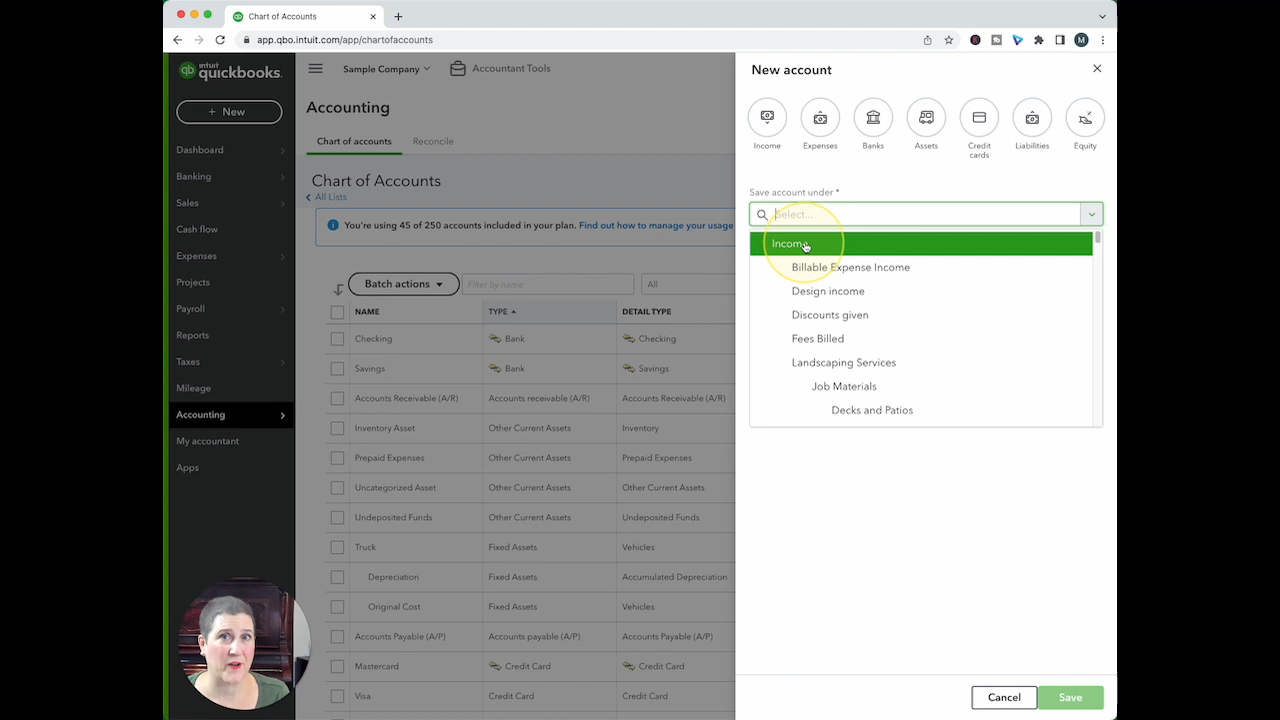 Chart of Accounts
app.qbo.intuit.com/app/chartofaccounts
M
intuit
quickbooks.
+ New
Dashboard
Banking
Sales
Cash flow
Expenses
Projects
Payroll
Reports
Taxes
Mileage
Accounting
My accountant
Apps
Sample Company
Accountant Tools
Accounting
Chart of accounts
Reconcile
Chart of Accounts
All Lists
You're using 45 of 250 accounts included in your plan. Find out how to manage your usage
Batch actions
Filter by name
All
NAME TYPE DETAIL TYPE
Checking Bank Checking
Savings Bank Savings
Accounts Receivable (A/R) Accounts receivable (A/R) Accounts Receivable (A/R)
Inventory Asset Other Current Assets Inventory
Prepaid Expenses Other Current Assets Prepaid Expenses
Uncategorized Asset Other Current Assets Other Current Assets
Undeposited Funds Other Current Assets Undeposited Funds
Truck Fixed Assets Vehicles
Depreciation Fixed Assets Accumulated Depreciation
Original Cost Fixed Assets Vehicles
Accounts Payable (A/P) Accounts payable (A/P) Accounts Payable (A/P)
Mastercard Credit Card Credit Card
Visa Credit Card Credit Card
New account
Income
Expenses
Banks
Assets
Credit
cards
Liabilities
Equity
Save account under *
Select...
Income
Billable Expense Income
Design income
Discounts given
Fees Billed
Landscaping Services
Job Materials
Decks and Patios
Cancel
Save